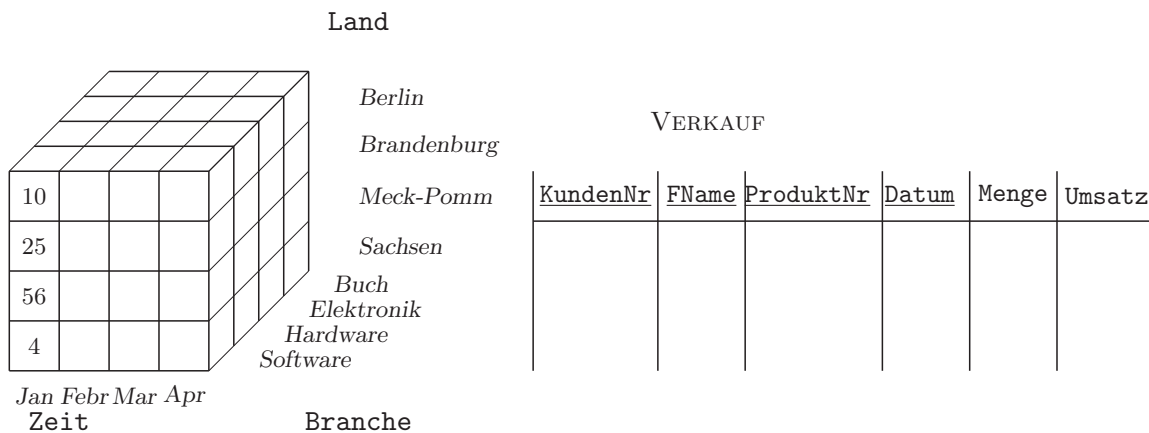 Land
Berlin
Brandenburg
Meck-Pomm
Sachsen
Buch
Elektronik
Hardware
Software
10
25
56
4
Jan Febr Mar Apr
Zeit
Branche
VERKAUF
KundenNr FName ProduktNr Datum Menge Umsatz